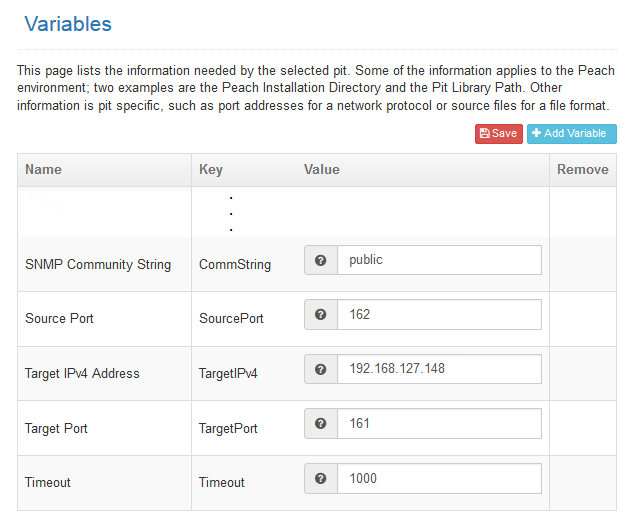 Variables
This page lists the information needed by the selected pit. Some of the information applies to the Peach
environment; two examples are the Peach Installation Directory and the Pit Library Path. Other
information is pit specific, such as port addresses for a network protocol or source files for a file format.
Save + Add Variable
Name Key Value Remove
.
.
.
SNMP Community String CommString ? public
Source Port SourcePort ? 162
Target IPv4 Address TargetIPv4 ? 192.168.127.148
Target Port TargetPort ? 161
Timeout Timeout ? 1000